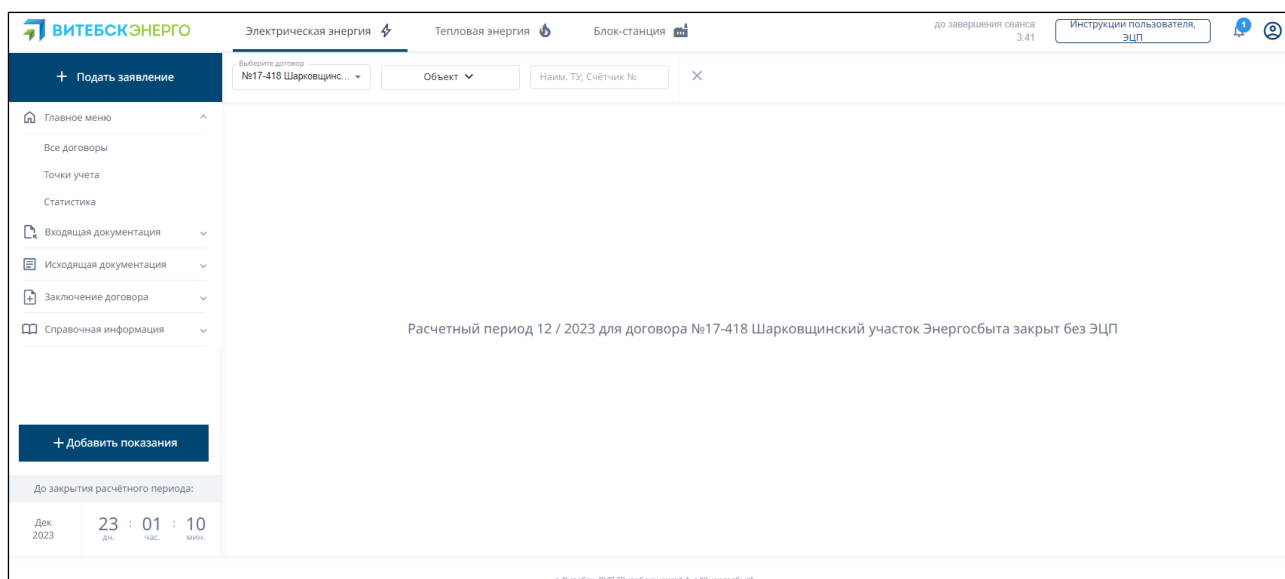 ВИТЕБСКЭНЕРГО
Электрическая энергия
Тепловая энергия
Блок-станция
до завершения сеанса
3:41
Инструкции пользователя,
ЭЦП
1
+ Подать заявление
Выберите договор
№17-418 Шарковщинс...
Объект
Наим. ТУ, Счётчик №
Главное меню
Все договоры
Точки учета
Статистика
Входящая документация
Исходящая документация
Заключение договора
Справочная информация
Расчетный период 12 / 2023 для договора №17-418 Шарковщинский участок Энергосбыта закрыт без ЭЦП
+ Добавить показания
До закрытия расчётного периода:
Дек
2023
23 : 01 : 10
дн. час. мин.